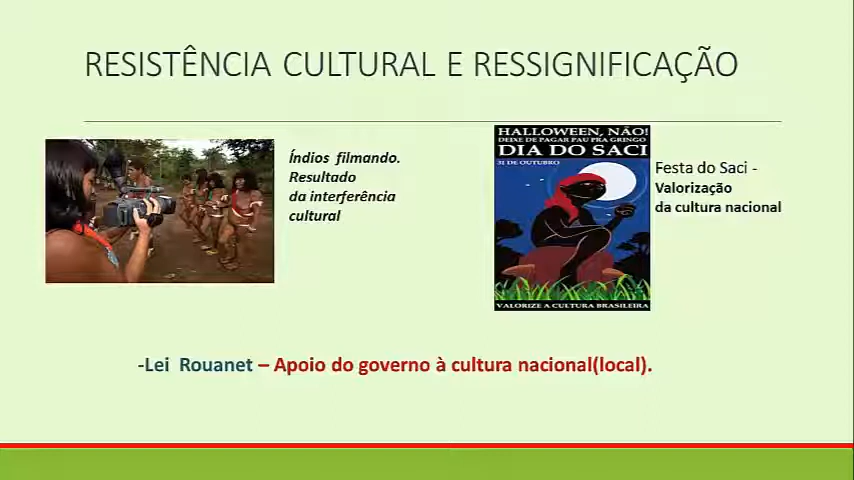 RESISTÊNCIA CULTURAL E RESSIGNIFICAÇÃO
Índios filmando.
Resultado
da interferência
cultural
HALLOWEEN, NÃO!
DEIXE DE PAGAR PAU PRA GRINGO
DIA DO SACI
31 DE OUTUBRO
VALORIZE A CULTURA BRASILEIRA
Festa do Saci -
Valorização
da cultura nacional
-Lei Rouanet – Apoio do governo à cultura nacional(local).